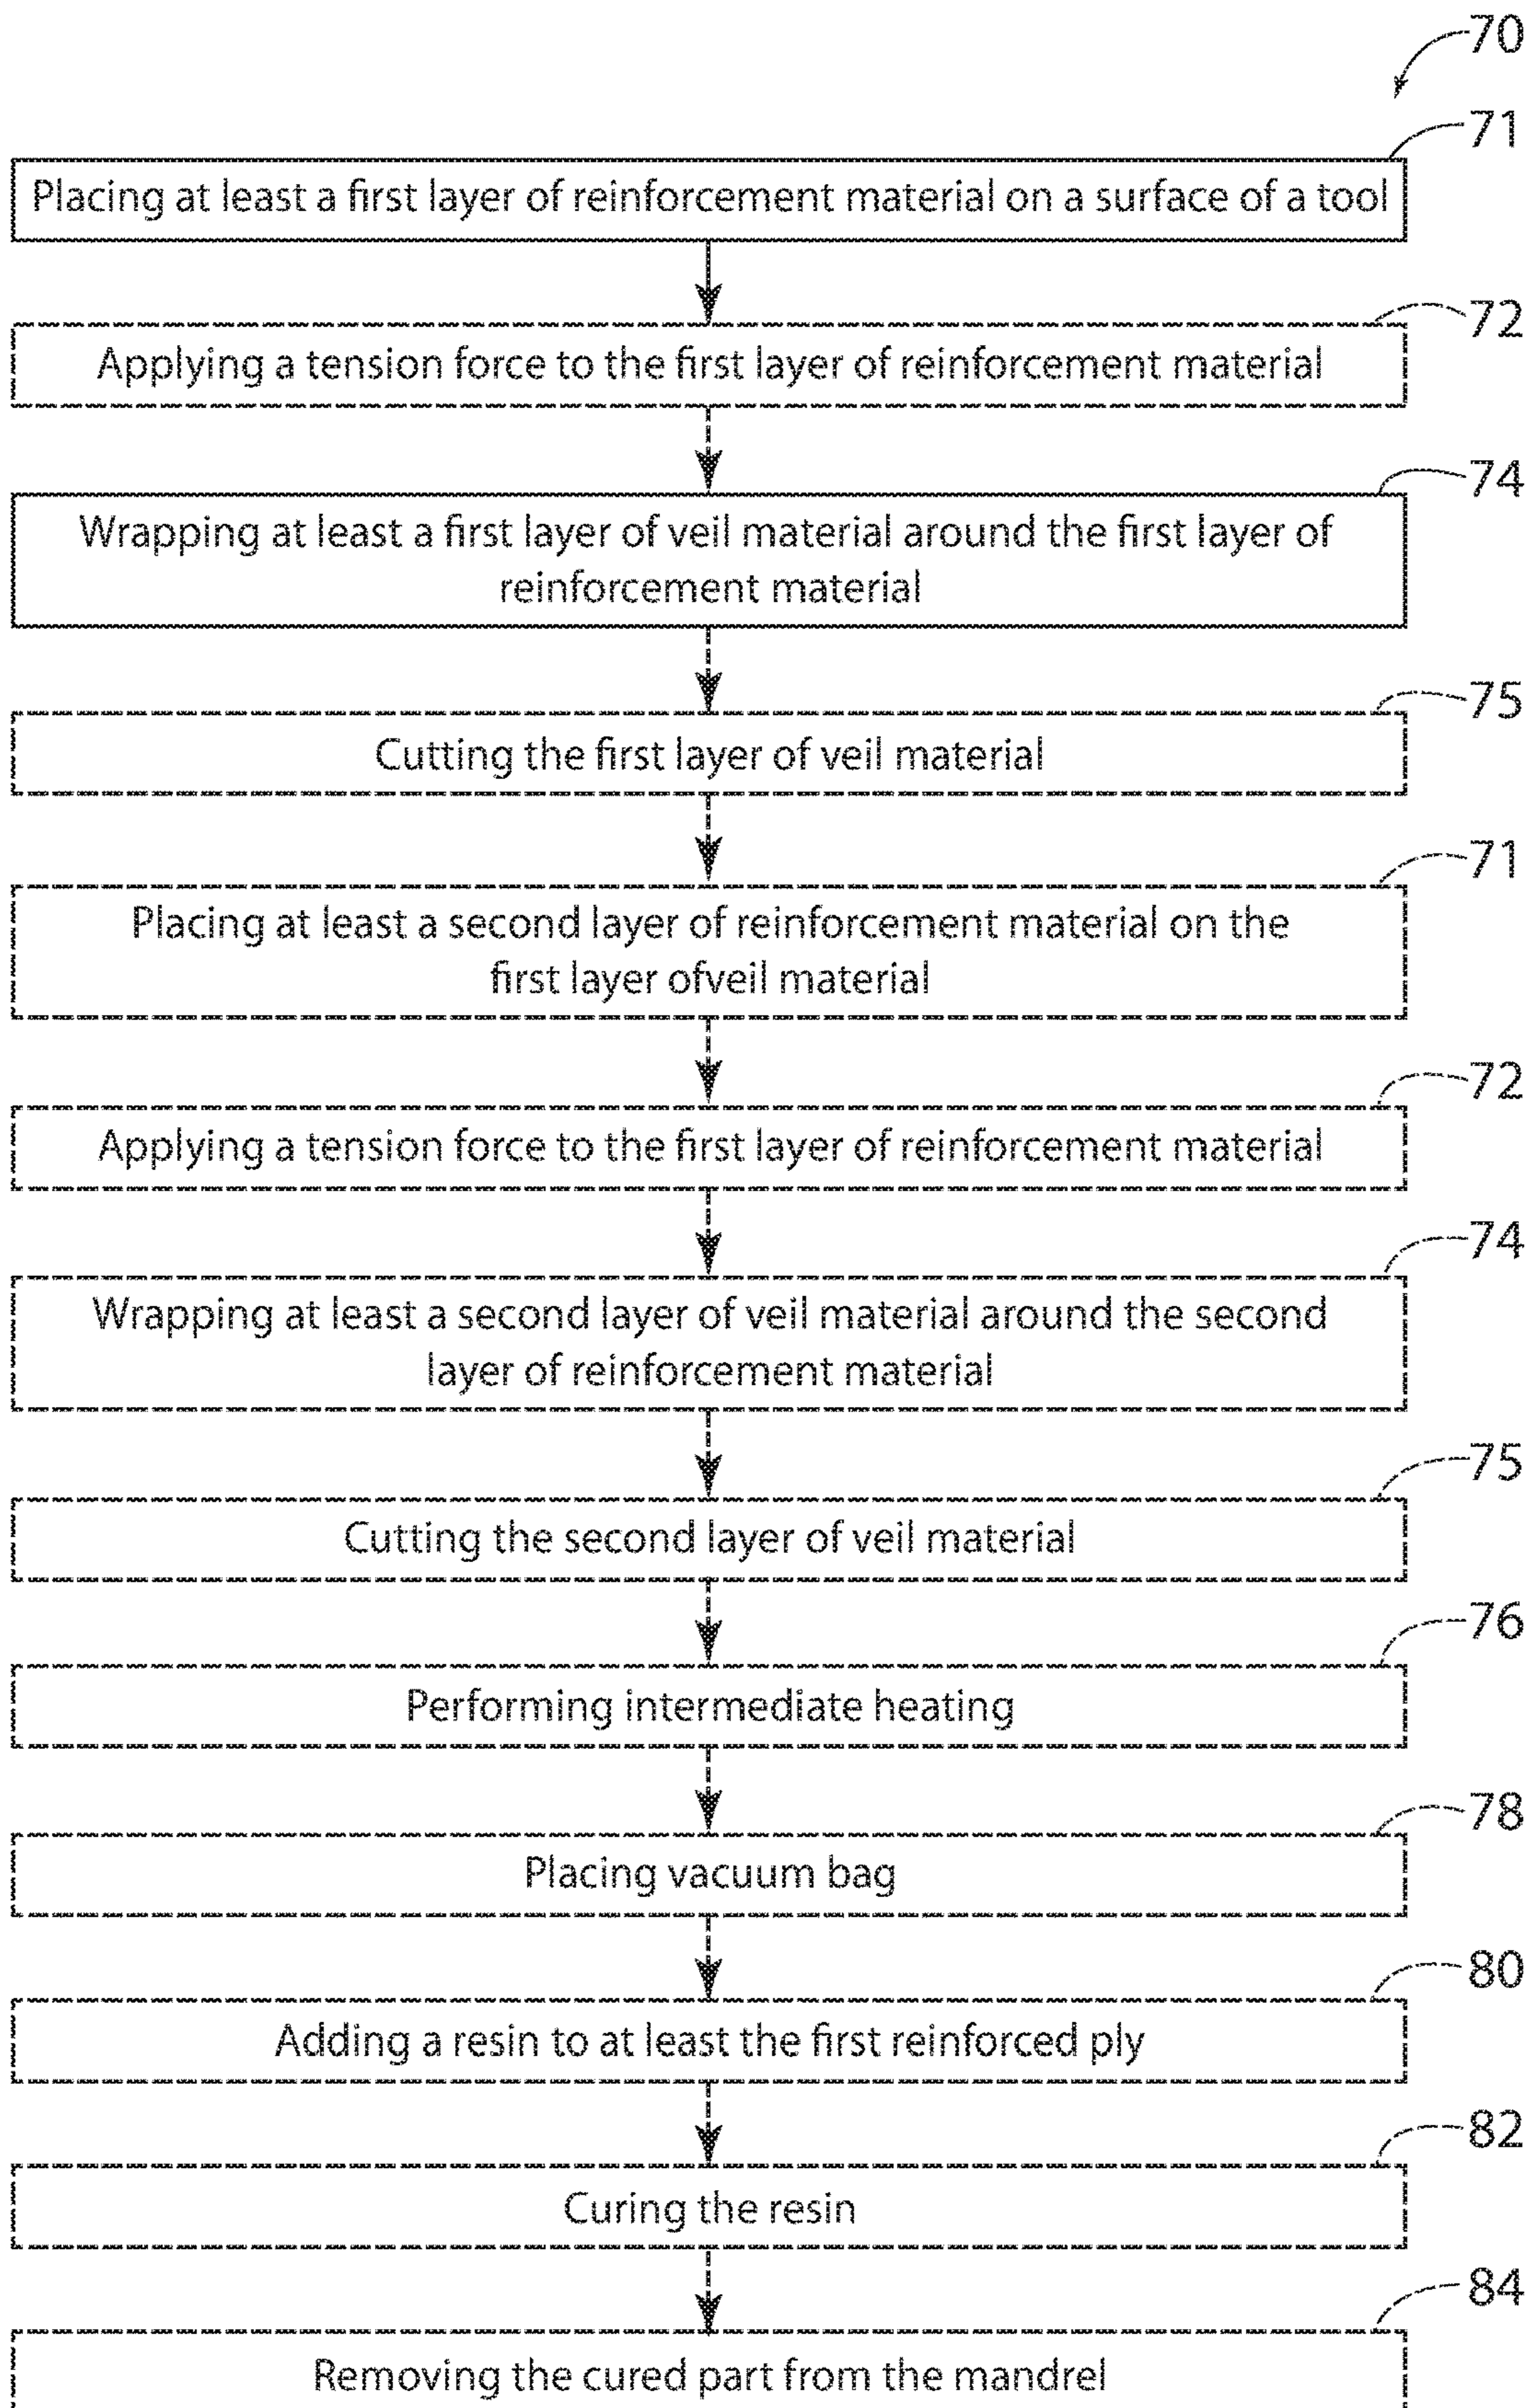 70
71
Placing at least a first layer of reinforcement material on a surface of a tool
72
Applying a tension force to the first layer of reinforcement material
74
Wrapping at least a first layer of veil material around the first layer of
reinforcement material
75
Cutting the first layer of veil material
71
Placing at least a second layer of reinforcement material on the
first layer ofveil material
72
Applying a tension force to the first layer of reinforcement material
74
Wrapping at least a second layer of veil material around the second
layer of reinforcement material
75
Cutting the second layer of veil material
76
Performing intermediate heating
78
Placing vacuum bag
80
Adding a resin to at least the first reinforced ply
82
Curing the resin
84
Removing the cured part from the mandrel